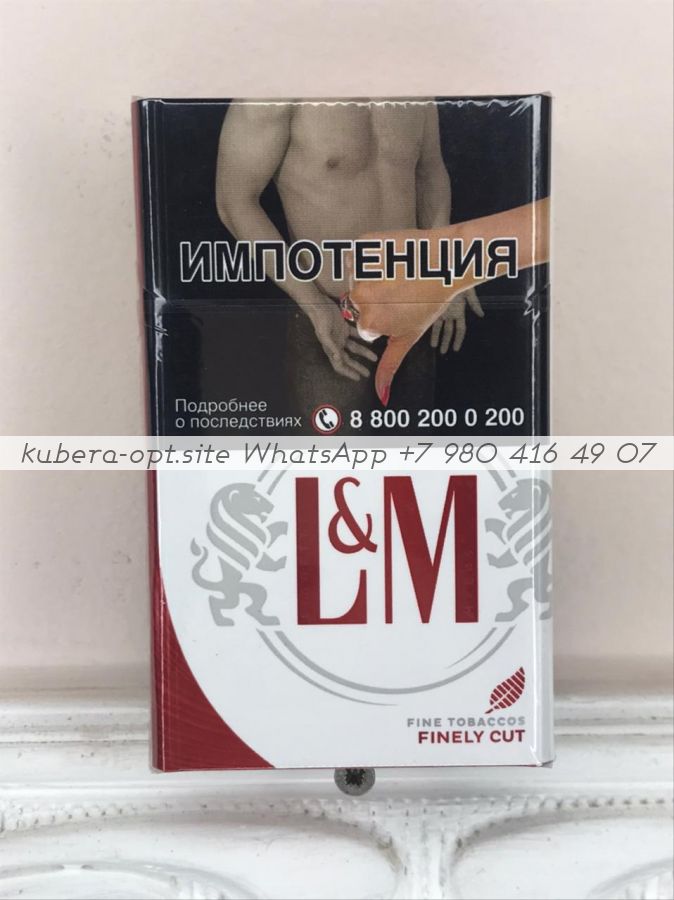 ИМПОТЕНЦИЯ
Подробнее
о последствиях 8 800 200 0 200
kubera-opt.site WhatsApp +7 980 416 49 07
L&M
FINE TOBACCOS
FINELY CUT